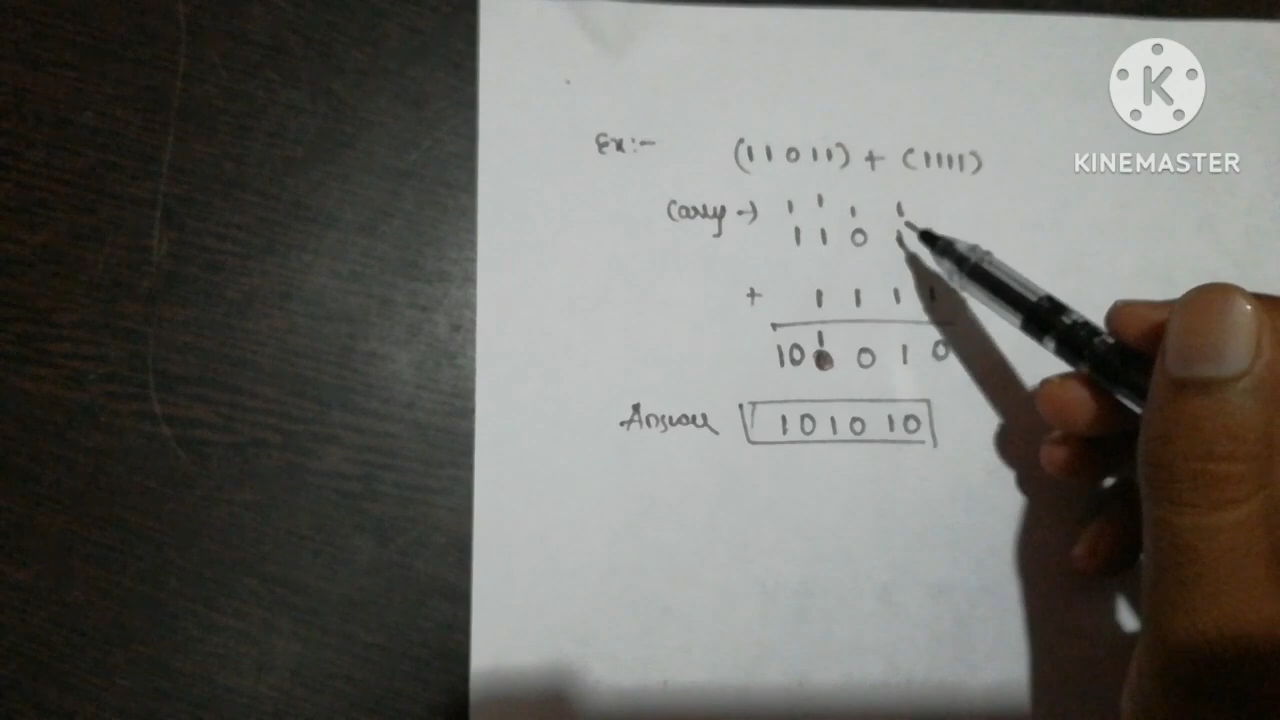 Ex:- (11011) + (1111)
Carry → 1 1 1 1
1 1 0 1
+ 1 1 1 1
1 0 1 0 1 0
Answer 101010
K
KINEMASTER